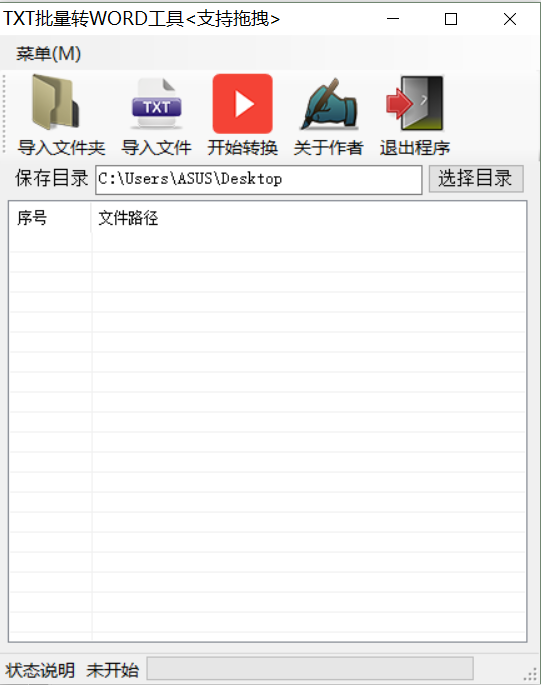 TXT批量转WORD工具<支持拖拽>
菜单(M)
TXT
导入文件夹 导入文件 开始转换 关于作者 退出程序
保存目录 C:\Users\ASUS\Desktop 选择目录
序号 文件路径
状态说明 未开始